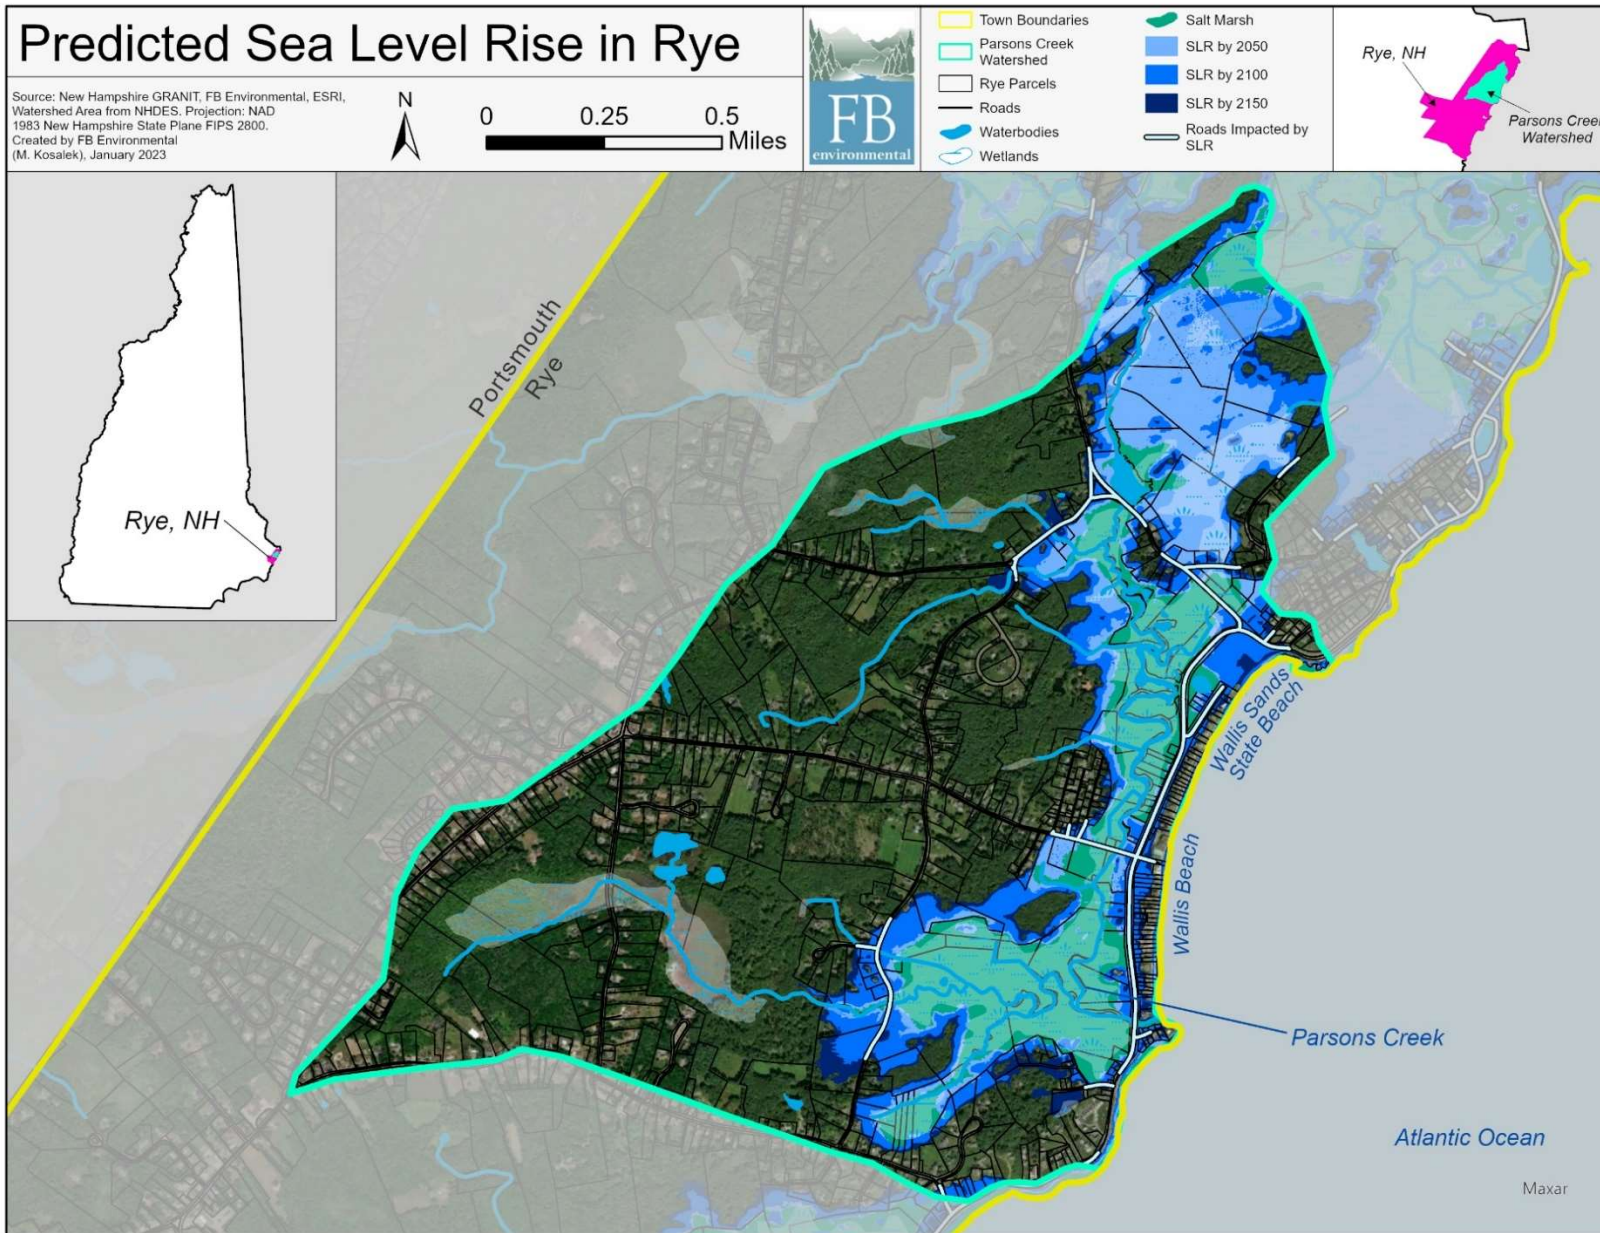 Predicted Sea Level Rise in Rye
Source: New Hampshire GRANIT, FB Environmental, ESRI,
Watershed Area from NHDES. Projection: NAD
1983 New Hampshire State Plane FIPS 2800.
Created by FB Environmental
(M. Kosalek), January 2023
N
0 0.25 0.5
Miles
FB
environmental
Town Boundaries
Parsons Creek
Watershed
Rye Parcels
Roads
Waterbodies
Wetlands
Salt Marsh
SLR by 2050
SLR by 2100
SLR by 2150
Roads Impacted by
SLR
Rye, NH
Parsons Creek
Watershed
Rye, NH
Portsmouth
Rye
Wallis Sands
State Beach
Wallis Beach
Parsons Creek
Atlantic Ocean
Maxar